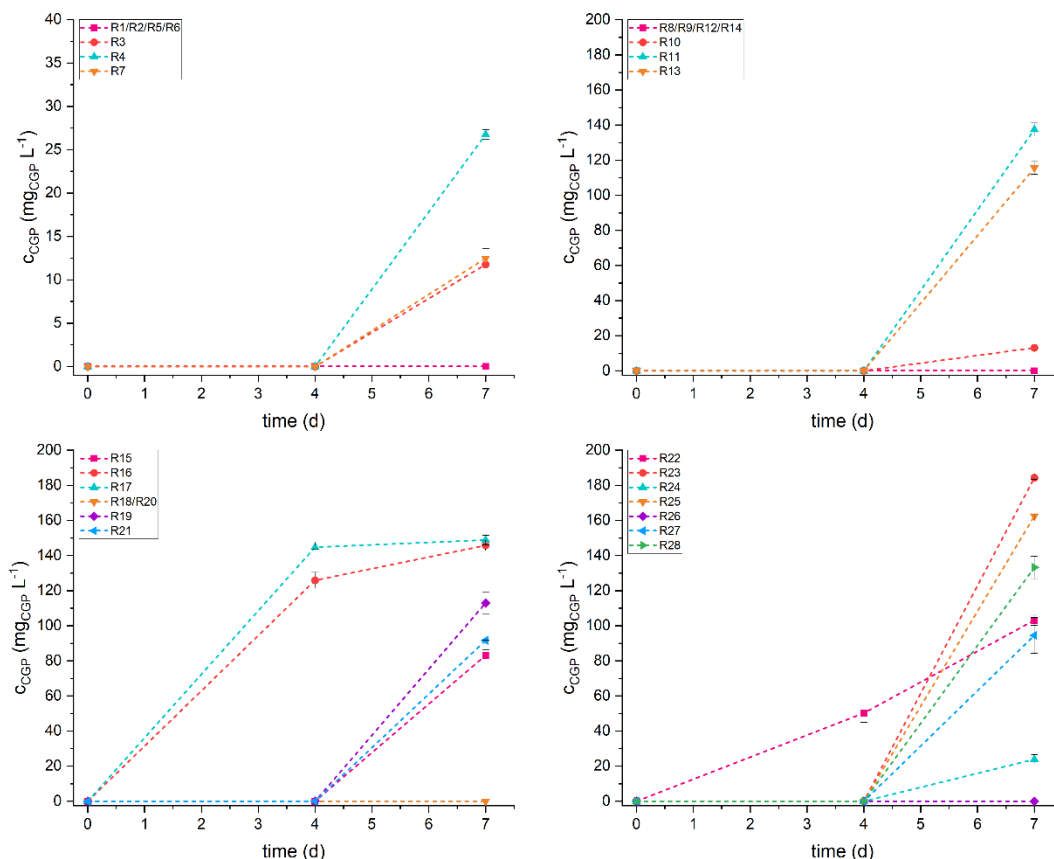 R1/R2/R5/R6
R3
R4
R7
40
35
30
25
20
15
10
5
0
c_CGP (mg_CGP L⁻¹)
0 1 2 3 4 5 6 7
time (d)
R8/R9/R12/R14
R10
R11
R13
200
180
160
140
120
100
80
60
40
20
0
c_CGP (mg_CGP L⁻¹)
0 1 2 3 4 5 6 7
time (d)
R15
R16
R17
R18/R20
R19
R21
200
180
160
140
120
100
80
60
40
20
0
c_CGP (mg_CGP L⁻¹)
0 1 2 3 4 5 6 7
time (d)
R22
R23
R24
R25
R26
R27
R28
200
180
160
140
120
100
80
60
40
20
0
c_CGP (mg_CGP L⁻¹)
0 1 2 3 4 5 6 7
time (d)